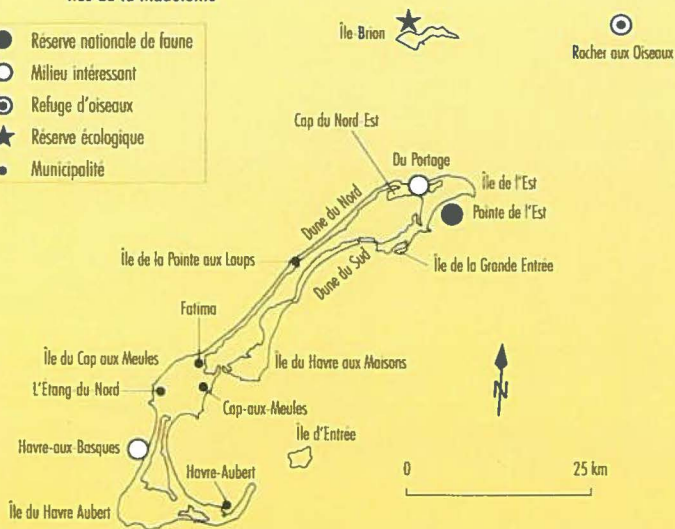 Réserve nationale de faune
Milieu intéressant
Refuge d'oiseaux
Réserve écologique
Municipalité
Île Brion
Rocher aux Oiseaux
Cap du Nord Est
Du Portage
Île de l'Est
Pointe de l'Est
Dune du Nord
Île de la Pointe aux Loups
Dune du Sud
Île de la Grande Entrée
Fatima
Île du Cap aux Meules
Île du Havre aux Maisons
L'Étang du Nord
Cap-aux-Meules
N
Île d'Entrée
Havre-aux-Basques
Havre-Aubert
0 25 km
Île du Havre Aubert